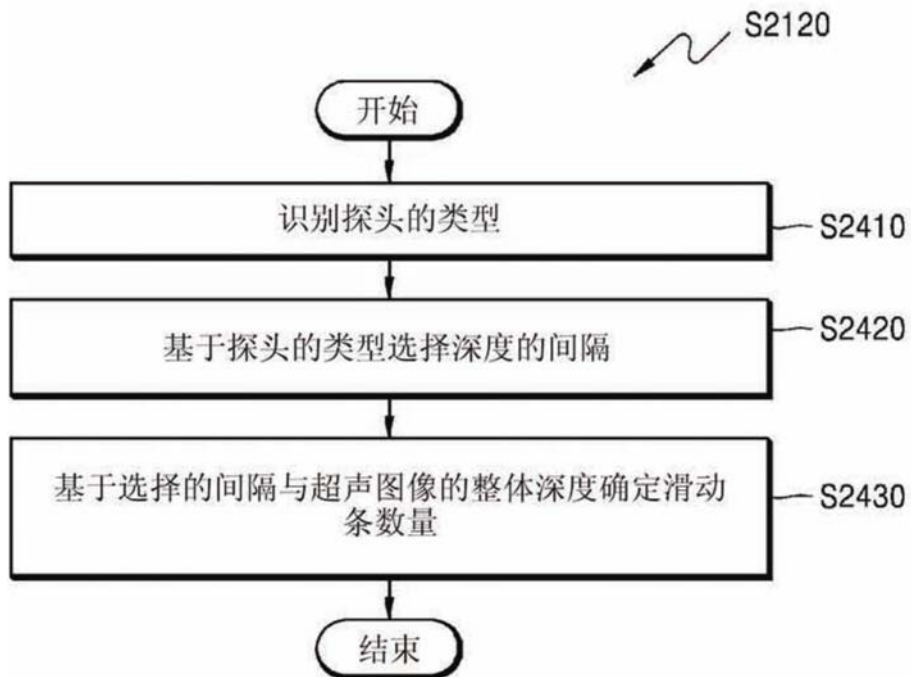 S2120
开始
识别探头的类型
S2410
基于探头的类型选择深度的间隔
S2420
基于选择的间隔与超声图像的整体深度确定滑动
条数量
S2430
结束